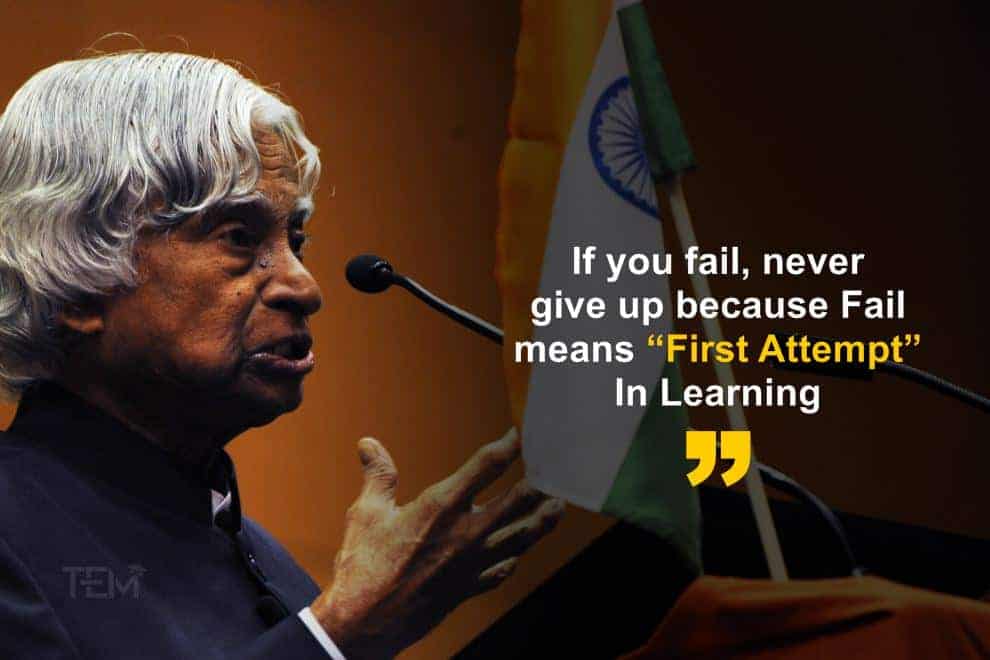 If you fail, never
give up because Fail
means “First Attempt”
In Learning
”
TEM